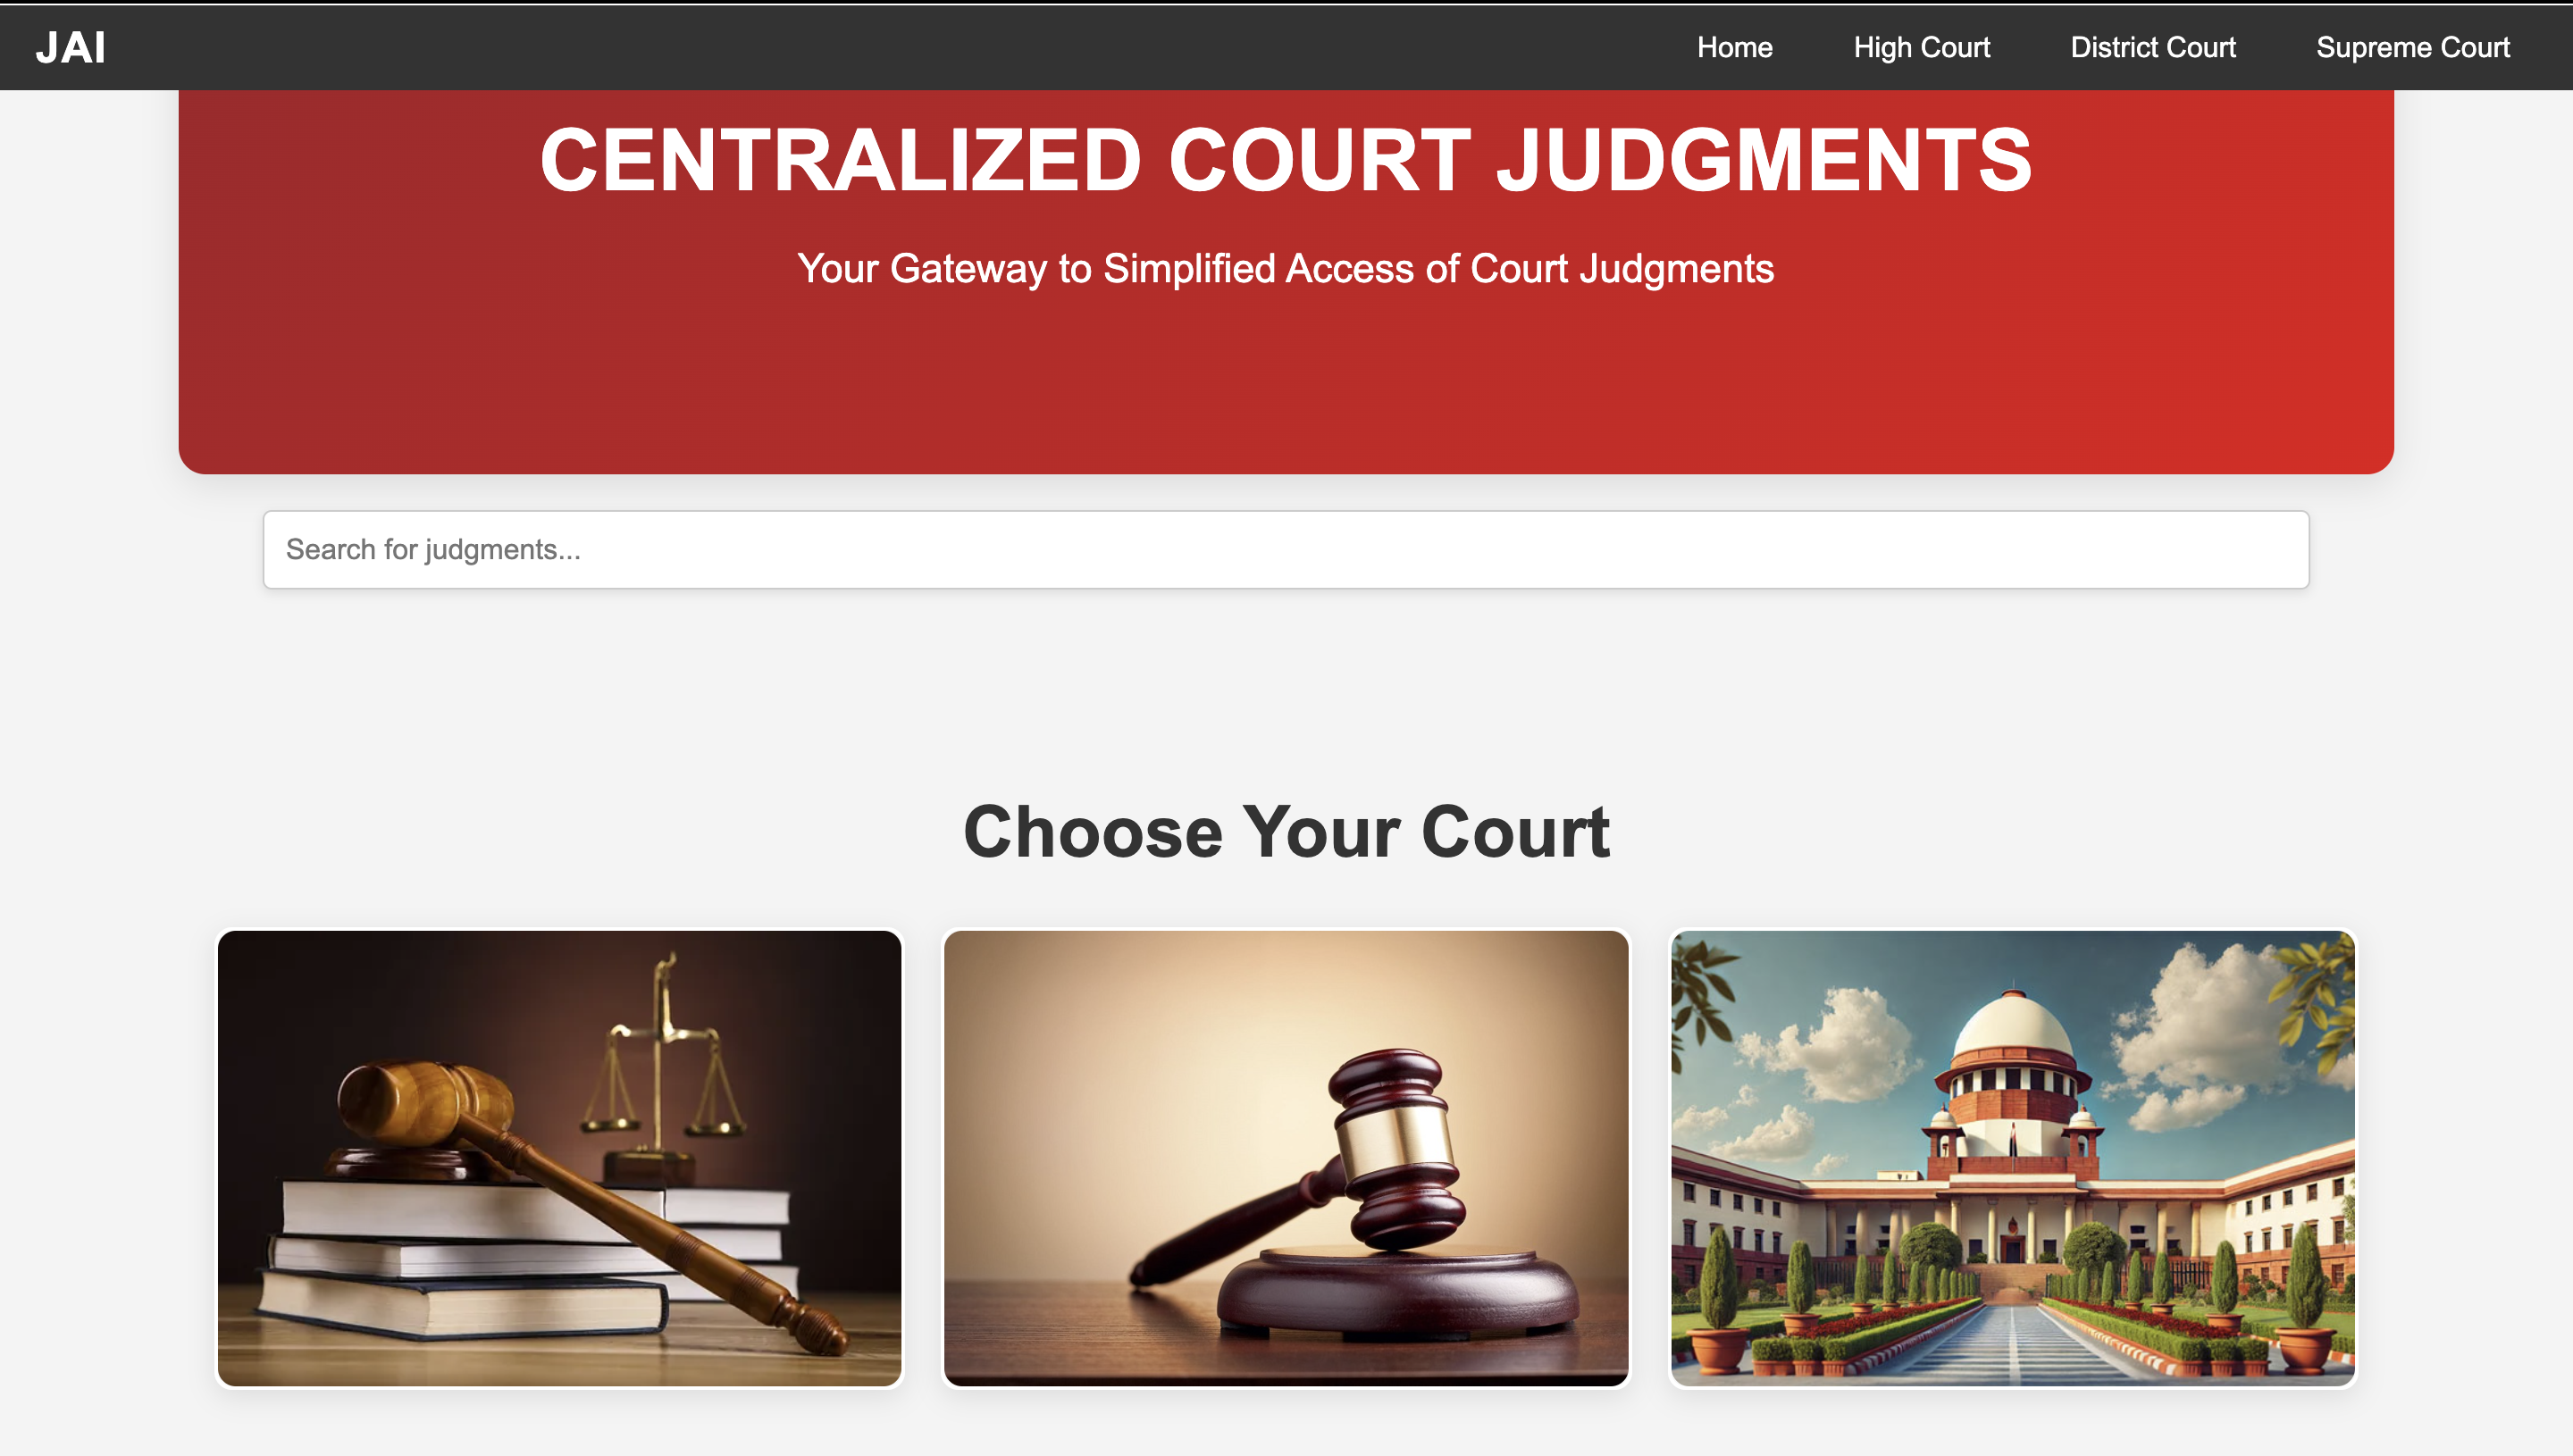 JAI
Home High Court District Court Supreme Court
CENTRALIZED COURT JUDGMENTS
Your Gateway to Simplified Access of Court Judgments
Search for judgments...
Choose Your Court